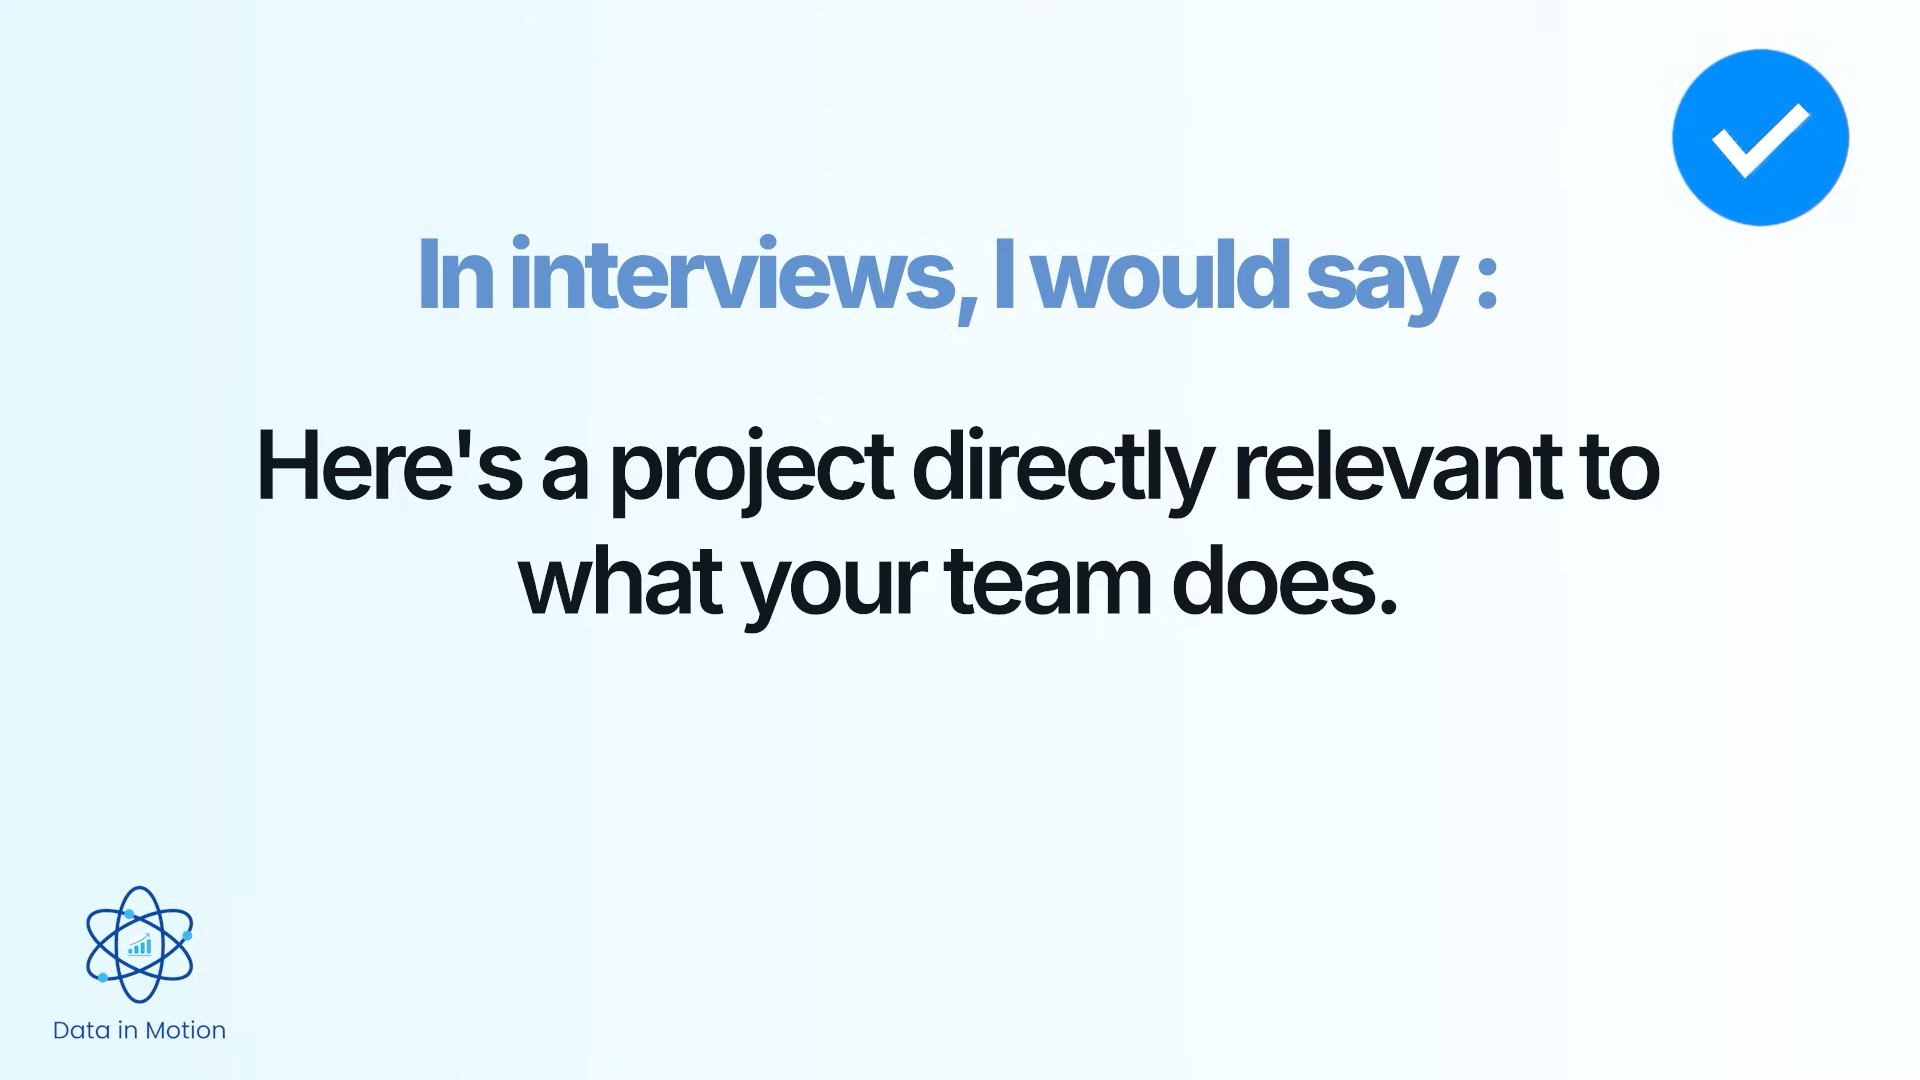 In interviews, I would say :
Here's a project directly relevant to
what your team does.
Data in Motion